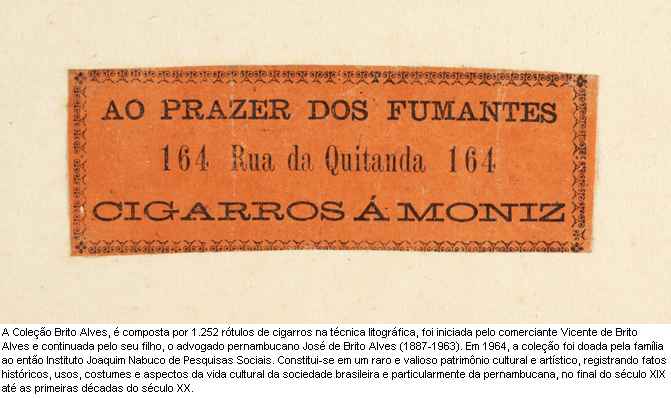 AO PRAZER DOS FUMANTES
164 Rua da Quitanda 164
CIGARROS Á MONIZ
A Coleção Brito Alves, é composta por 1.252 rótulos de cigarros na técnica litográfica, foi iniciada pelo comerciante Vicente de Brito
Alves e continuada pelo seu filho, o advogado pernambucano José de Brito Alves (1887-1963). Em 1964, a coleção foi doada pela família
ao então Instituto Joaquim Nabuco de Pesquisas Sociais. Constitui-se em um raro e valioso patrimônio cultural e artístico, registrando fatos
históricos, usos, costumes e aspectos da vida cultural da sociedade brasileira e particularmente da pernambucana, no final do século XIX
até as primeiras décadas do século XX.